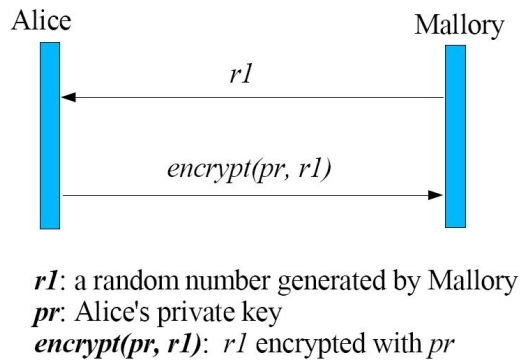 Alice
Mallory
r1
encrypt(pr, r1)
r1: a random number generated by Mallory
pr: Alice's private key
encrypt(pr, r1): r1 encrypted with pr